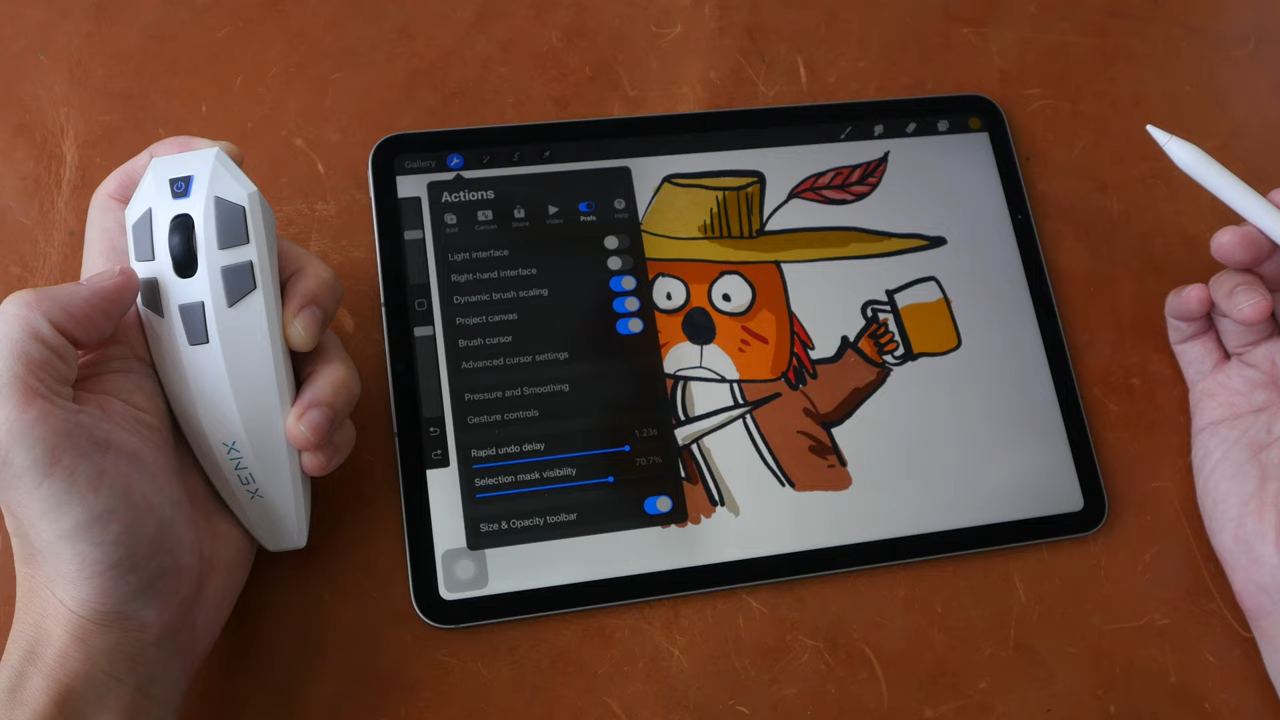 XENX
Gallery
Actions
Add
Canvas
Share
Video
Prefs
Help
Light interface
Right-hand interface
Dynamic brush scaling
Project canvas
Brush cursor
Advanced cursor settings
Pressure and Smoothing
Gesture controls
Rapid undo delay 1.23s
Selection mask visibility 70.7%
Size & Opacity toolbar